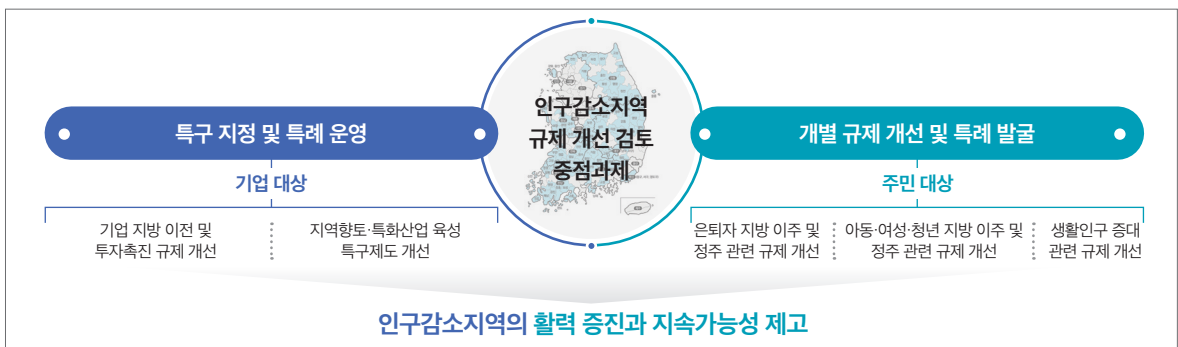 인구감소지역
규제 개선 검토
중점과제
특구 지정 및 특례 운영
기업 대상
기업 지방 이전 및
투자촉진 규제 개선
지역향토·특화산업 육성
특구제도 개선
개별 규제 개선 및 특례 발굴
주민 대상
은퇴자 지방 이주 및
정주 관련 규제 개선
아동·여성·청년 지방 이주 및
정주 관련 규제 개선
생활인구 증대
관련 규제 개선
인구감소지역의 활력 증진과 지속가능성 제고